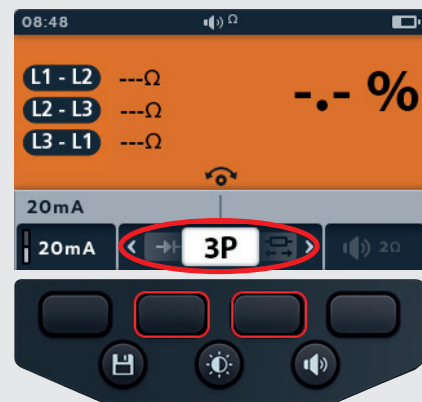 08:48 Ω
L1 - L2 ---Ω
L2 - L3 ---Ω
L3 - L1 ---Ω
-.- %
20mA
20mA < 3P > 2Ω